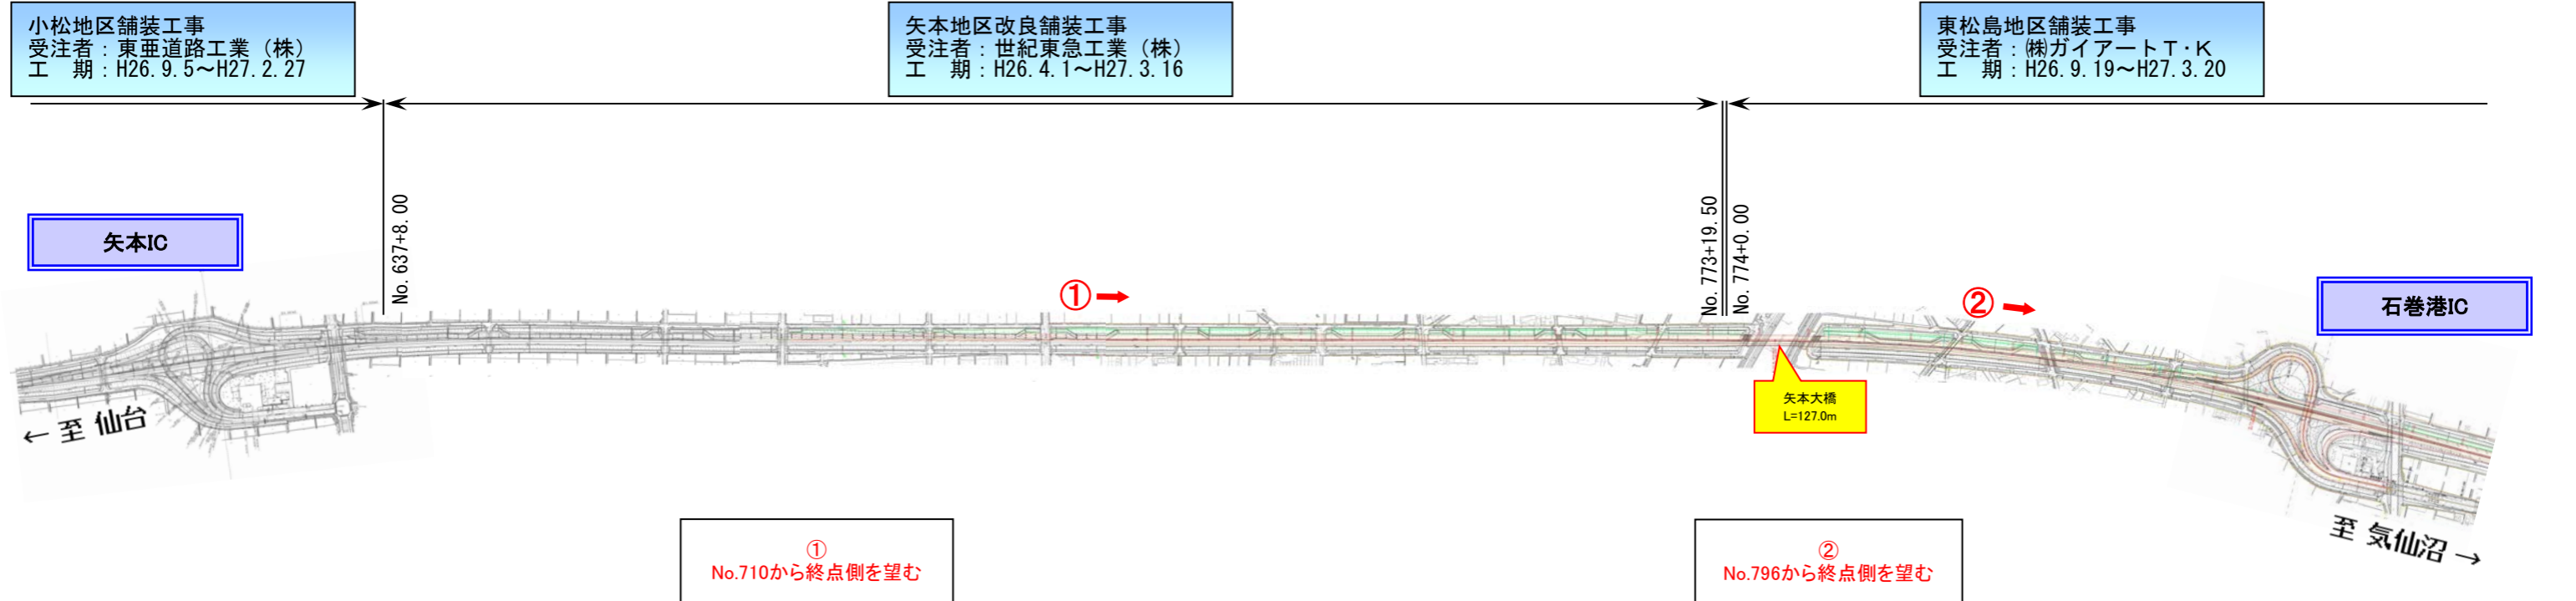 小松地区舗装工事
受注者：東亜道路工業（株）
工　期：H26.9.5～H27.2.27
矢本地区改良舗装工事
受注者：世紀東急工業（株）
工　期：H26.4.1～H27.3.16
東松島地区舗装工事
受注者：㈱ガイアートT・K
工　期：H26.9.19～H27.3.20
No.637+8.00
No.773+19.50
No.774+0.00
矢本IC
①
②
石巻港IC
矢本大橋
L=127.0m
← 至 仙台
至 気仙沼 →
①
No.710から終点側を望む
②
No.796から終点側を望む